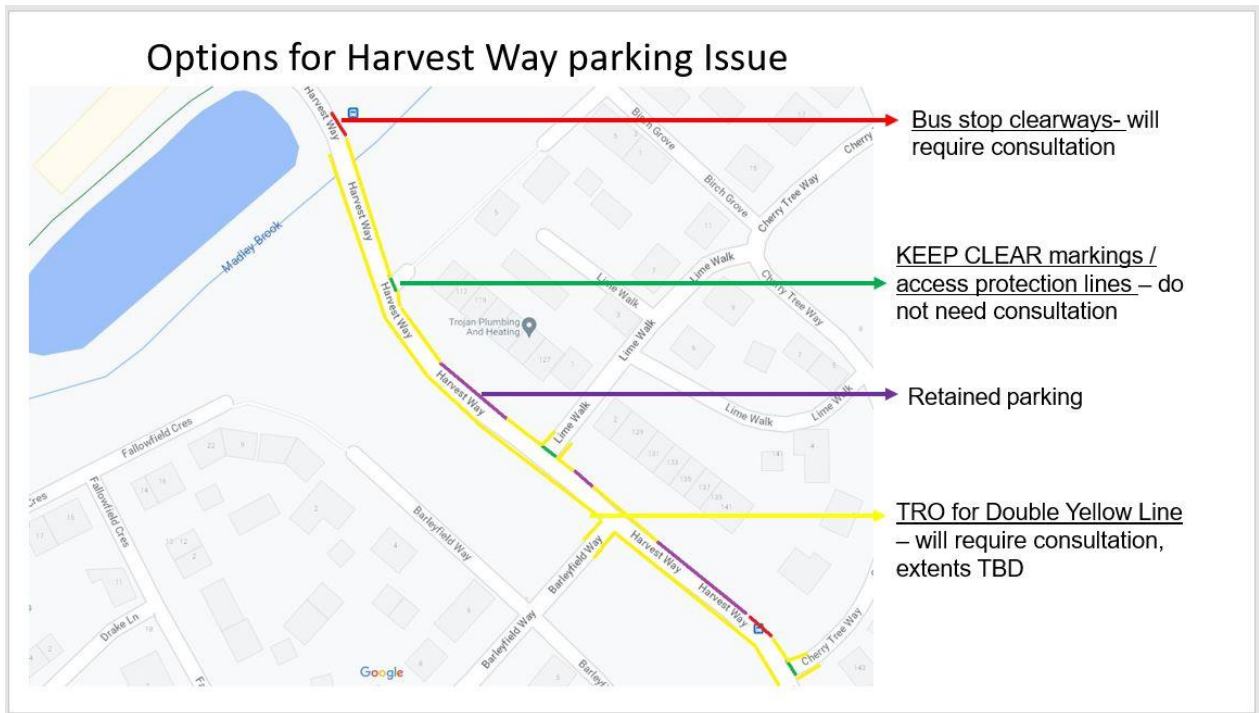 Options for Harvest Way parking Issue
Bus stop clearways- will
require consultation
KEEP CLEAR markings /
access protection lines – do
not need consultation
Retained parking
TRO for Double Yellow Line
– will require consultation,
extents TBD
Harvest Way
Harvest Way
Harvest Way
Harvest Way
Harvest Way
Harvest Way
Madley Brook
Birch Grove
Birch Grove
Cherry Tree Way
Cherry Tree Way
Cherry Tree Way
Lime Walk
Lime Walk
Lime Walk
Lime Walk
Lime Walk
Lime Walk
Trojan Plumbing
And Heating
Fallowfield Cres
Fallowfield Cres
Barleyfield Way
Barleyfield Way
Barleyfield Way
Drake Ln
Google